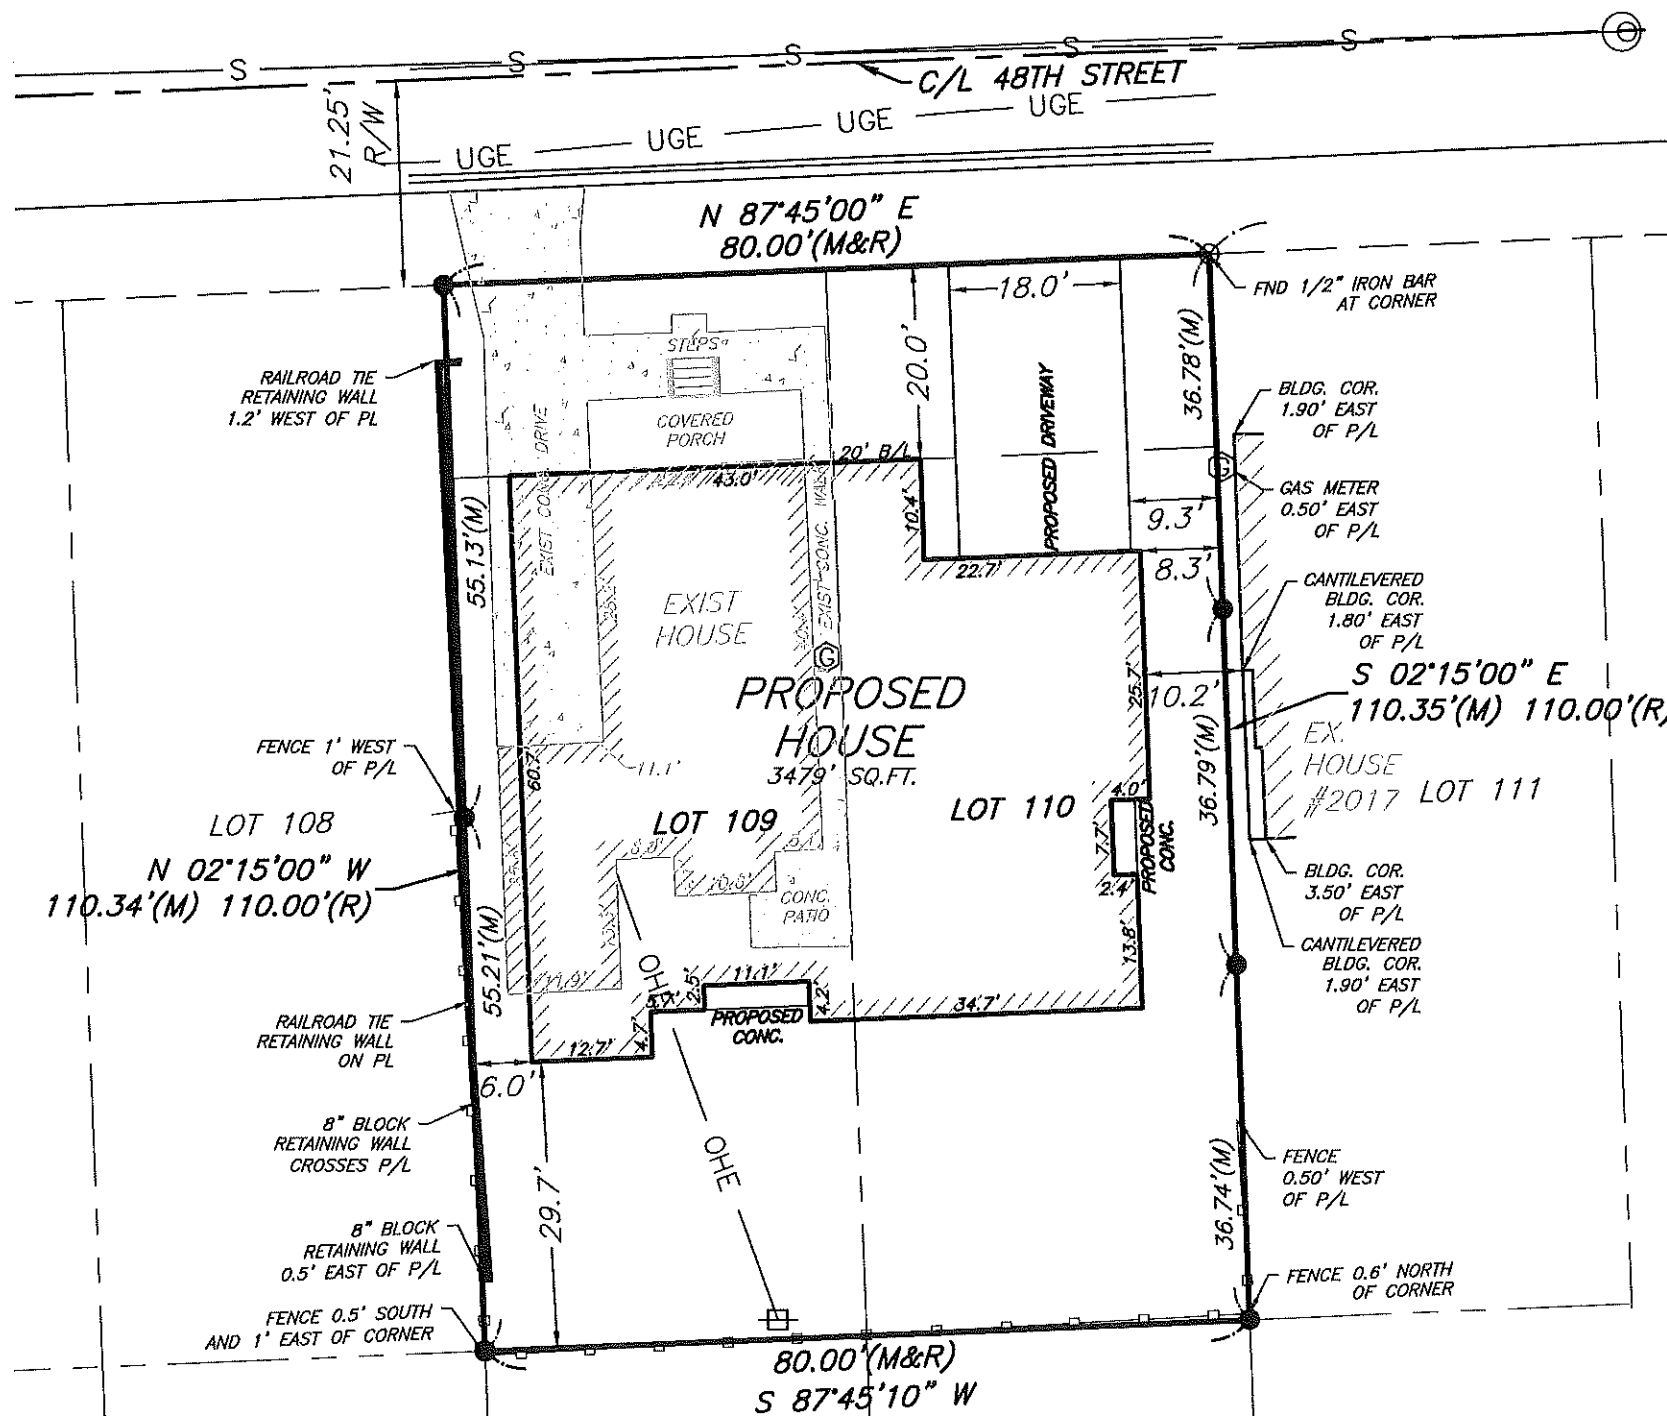 S S S S S
C/L 48TH STREET
21.25'
R/W
UGE UGE UGE UGE
N 87°45'00" E
80.00'(M&R)
FND 1/2" IRON BAR
AT CORNER
18.0'
20.0'
36.78'(M)
STEPS
COVERED
PORCH
EXIST CONC. DRIVE
PROPOSED DRIVEWAY
RAILROAD TIE
RETAINING WALL
1.2' WEST OF PL
BLDG. COR.
1.90' EAST
OF P/L
20' B/L
43.0'
10.4'
G
GAS METER
0.50' EAST
OF P/L
9.3'
8.3'
22.7'
55.13'(M)
EXIST CONC. WALK
EXIST
HOUSE
G
CANTILEVERED
BLDG. COR.
1.80' EAST
OF P/L
S 02°15'00" E
110.35'(M) 110.00'(R)
10.2'
25.7'
PROPOSED
HOUSE
3479' SQ.FT.
60.7'
11.1'
FENCE 1' WEST
OF P/L
36.79'(M)
EX.
HOUSE
#2017
LOT 111
LOT 108
LOT 109
LOT 110
4.0'
7.7'
2.4'
PROPOSED
CONC.
N 02°15'00" W
110.34'(M) 110.00'(R)
CONC.
PATIO
BLDG. COR.
3.50' EAST
OF P/L
13.8'
CANTILEVERED
BLDG. COR.
1.90' EAST
OF P/L
55.21'(M)
OHE
2.5'
11.1'
4.2'
34.7'
PROPOSED
CONC.
4.7'
12.7'
RAILROAD TIE
RETAINING WALL
ON PL
6.0'
8" BLOCK
RETAINING WALL
CROSSES P/L
OHE
29.7'
36.74'(M)
FENCE
0.50' WEST
OF P/L
8" BLOCK
RETAINING WALL
0.5' EAST OF P/L
FENCE 0.6' NORTH
OF CORNER
FENCE 0.5' SOUTH
AND 1' EAST OF CORNER
80.00'(M&R)
S 87°45'10" W